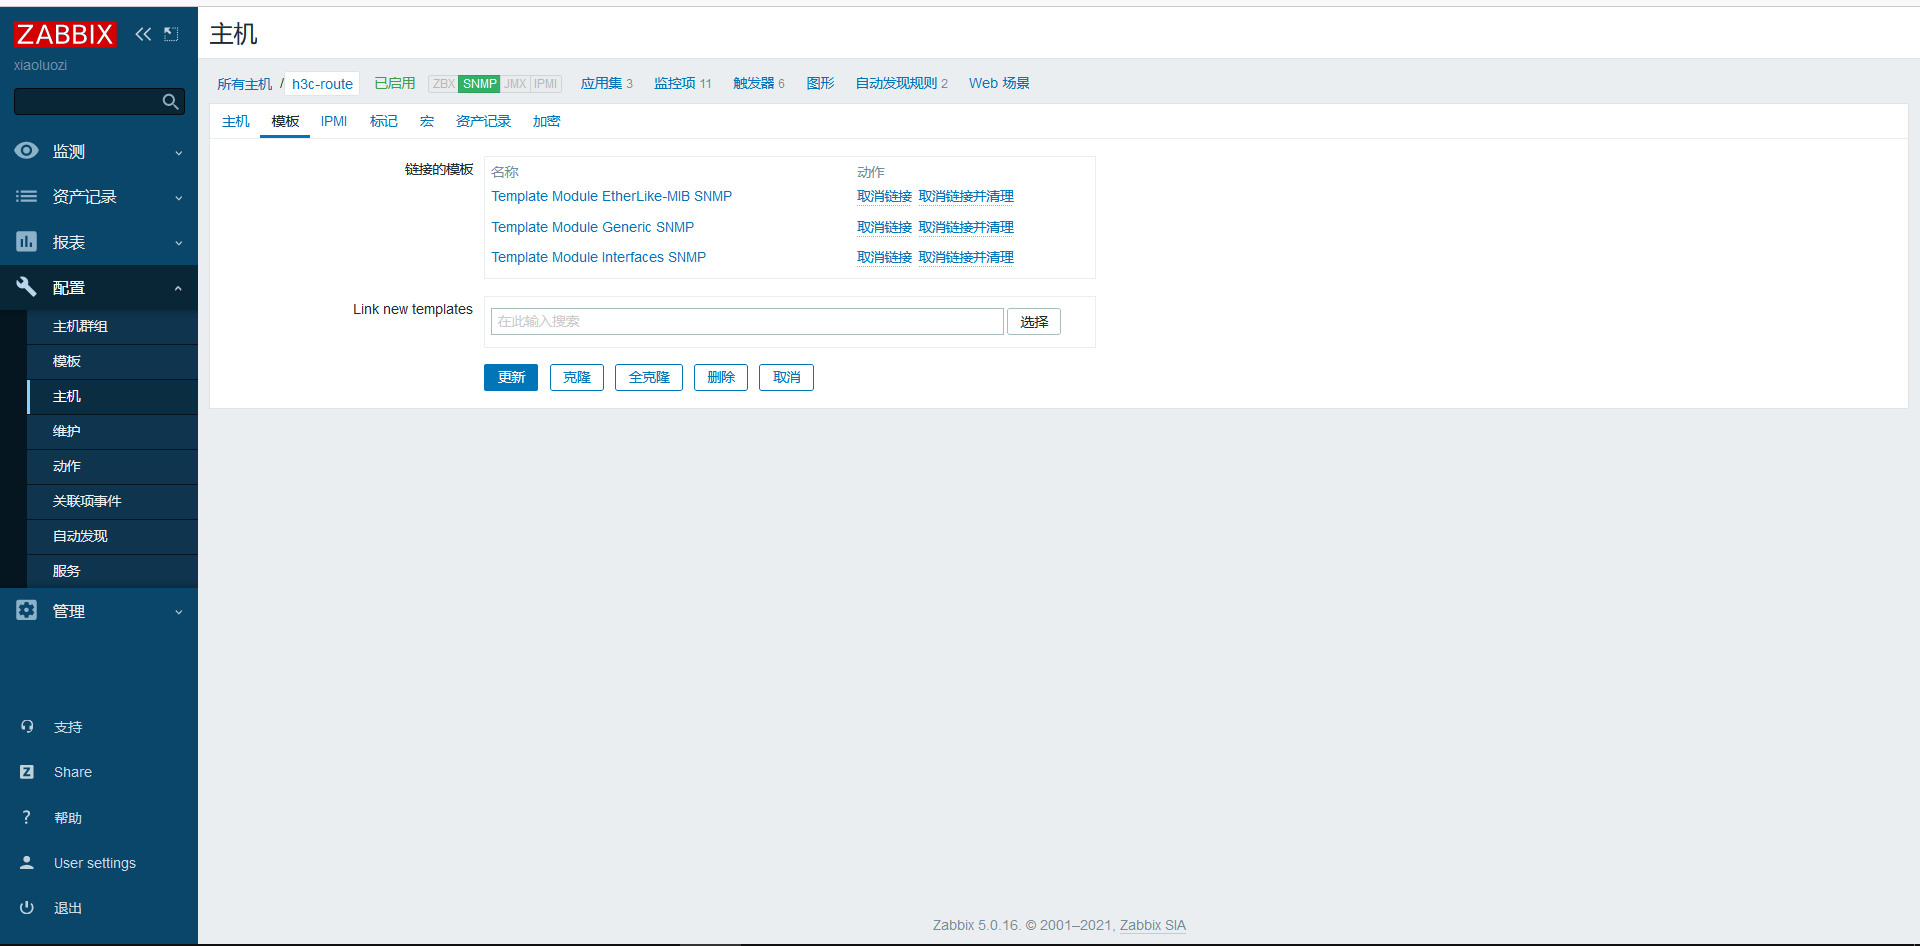 ZABBIX
xiaoluozi
监测
资产记录
报表
配置
主机群组
模板
主机
维护
动作
关联项事件
自动发现
服务
管理
支持
Share
帮助
User settings
退出
主机
所有主机 / h3c-route 已启用 ZBX SNMP JMX IPMI 应用集 3 监控项 11 触发器 6 图形 自动发现规则 2 Web 场景
主机 模板 IPMI 标记 宏 资产记录 加密
链接的模板 名称 动作
Template Module EtherLike-MIB SNMP 取消链接 取消链接并清理
Template Module Generic SNMP 取消链接 取消链接并清理
Template Module Interfaces SNMP 取消链接 取消链接并清理
Link new templates 在此输入搜索 选择
更新 克隆 全克隆 删除 取消
Zabbix 5.0.16. © 2001–2021, Zabbix SIA